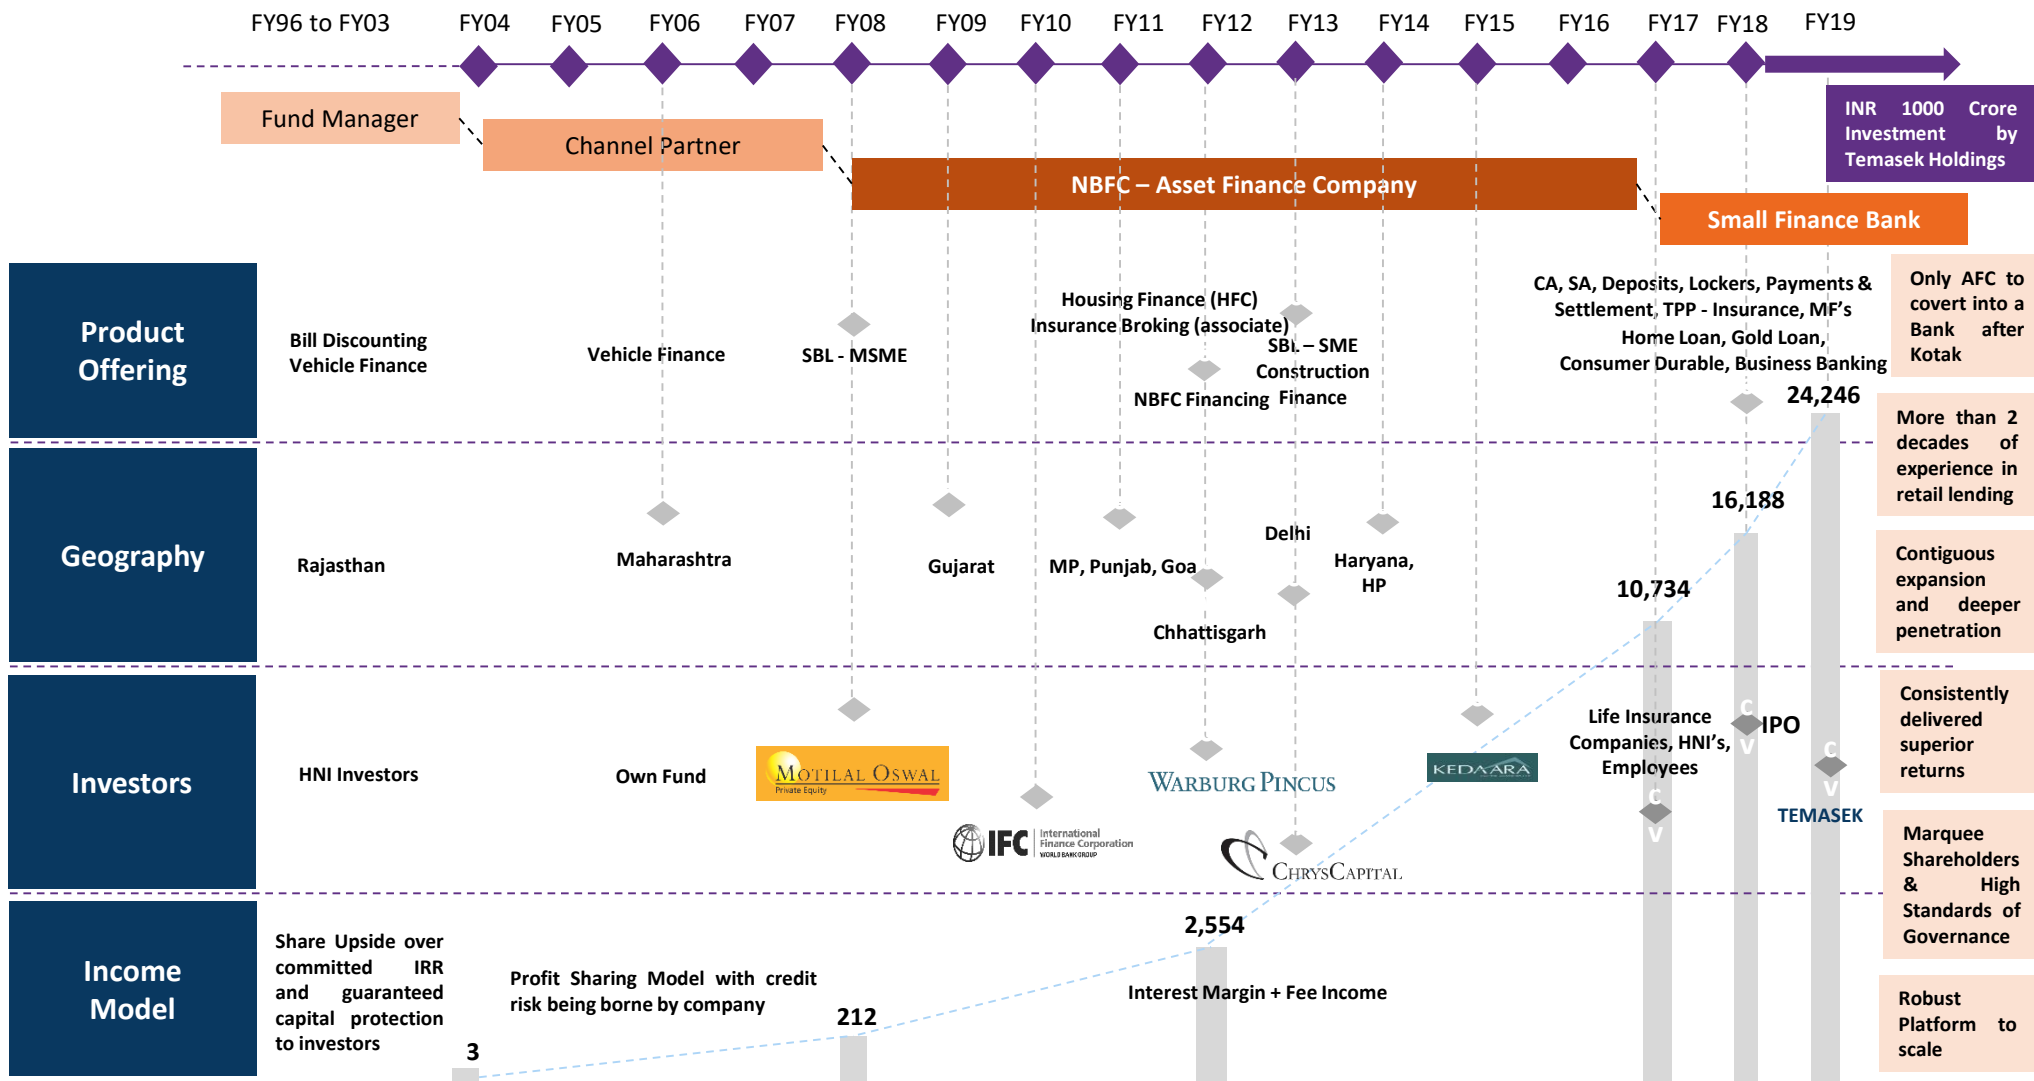 FY96 to FY03 FY04 FY05 FY06 FY07 FY08 FY09 FY10 FY11 FY12 FY13 FY14 FY15 FY16 FY17 FY18 FY19
Fund Manager
Channel Partner
NBFC – Asset Finance Company
Small Finance Bank
INR 1000 Crore
Investment by
Temasek Holdings
Product
Offering
Bill Discounting
Vehicle Finance
Vehicle Finance
SBL - MSME
Housing Finance (HFC)
Insurance Broking (associate)
NBFC Financing
SBL – SME
Construction
Finance
CA, SA, Deposits, Lockers, Payments &
Settlement, TPP - Insurance, MF's
Home Loan, Gold Loan,
Consumer Durable, Business Banking
24,246
Only AFC to
covert into a
Bank after
Kotak
More than 2
decades of
experience in
retail lending
Geography
Rajasthan
Maharashtra
Gujarat
MP, Punjab, Goa
Chhattisgarh
Delhi
Haryana,
HP
10,734
16,188
Contiguous
expansion
and deeper
penetration
Investors
HNI Investors
Own Fund
MOTILAL OSWAL
Private Equity
IFC
International
Finance Corporation
WORLD BANK GROUP
WARBURG PINCUS
CHRYSCAPITAL
KEDAARA
Life Insurance
Companies, HNI's,
Employees
C
V
C
V
IPO
C
V
TEMASEK
Consistently
delivered
superior
returns
Marquee
Shareholders
& High
Standards of
Governance
Income
Model
Share Upside over
committed IRR
and guaranteed
capital protection
to investors
3
Profit Sharing Model with credit
risk being borne by company
212
2,554
Interest Margin + Fee Income
Robust
Platform to
scale